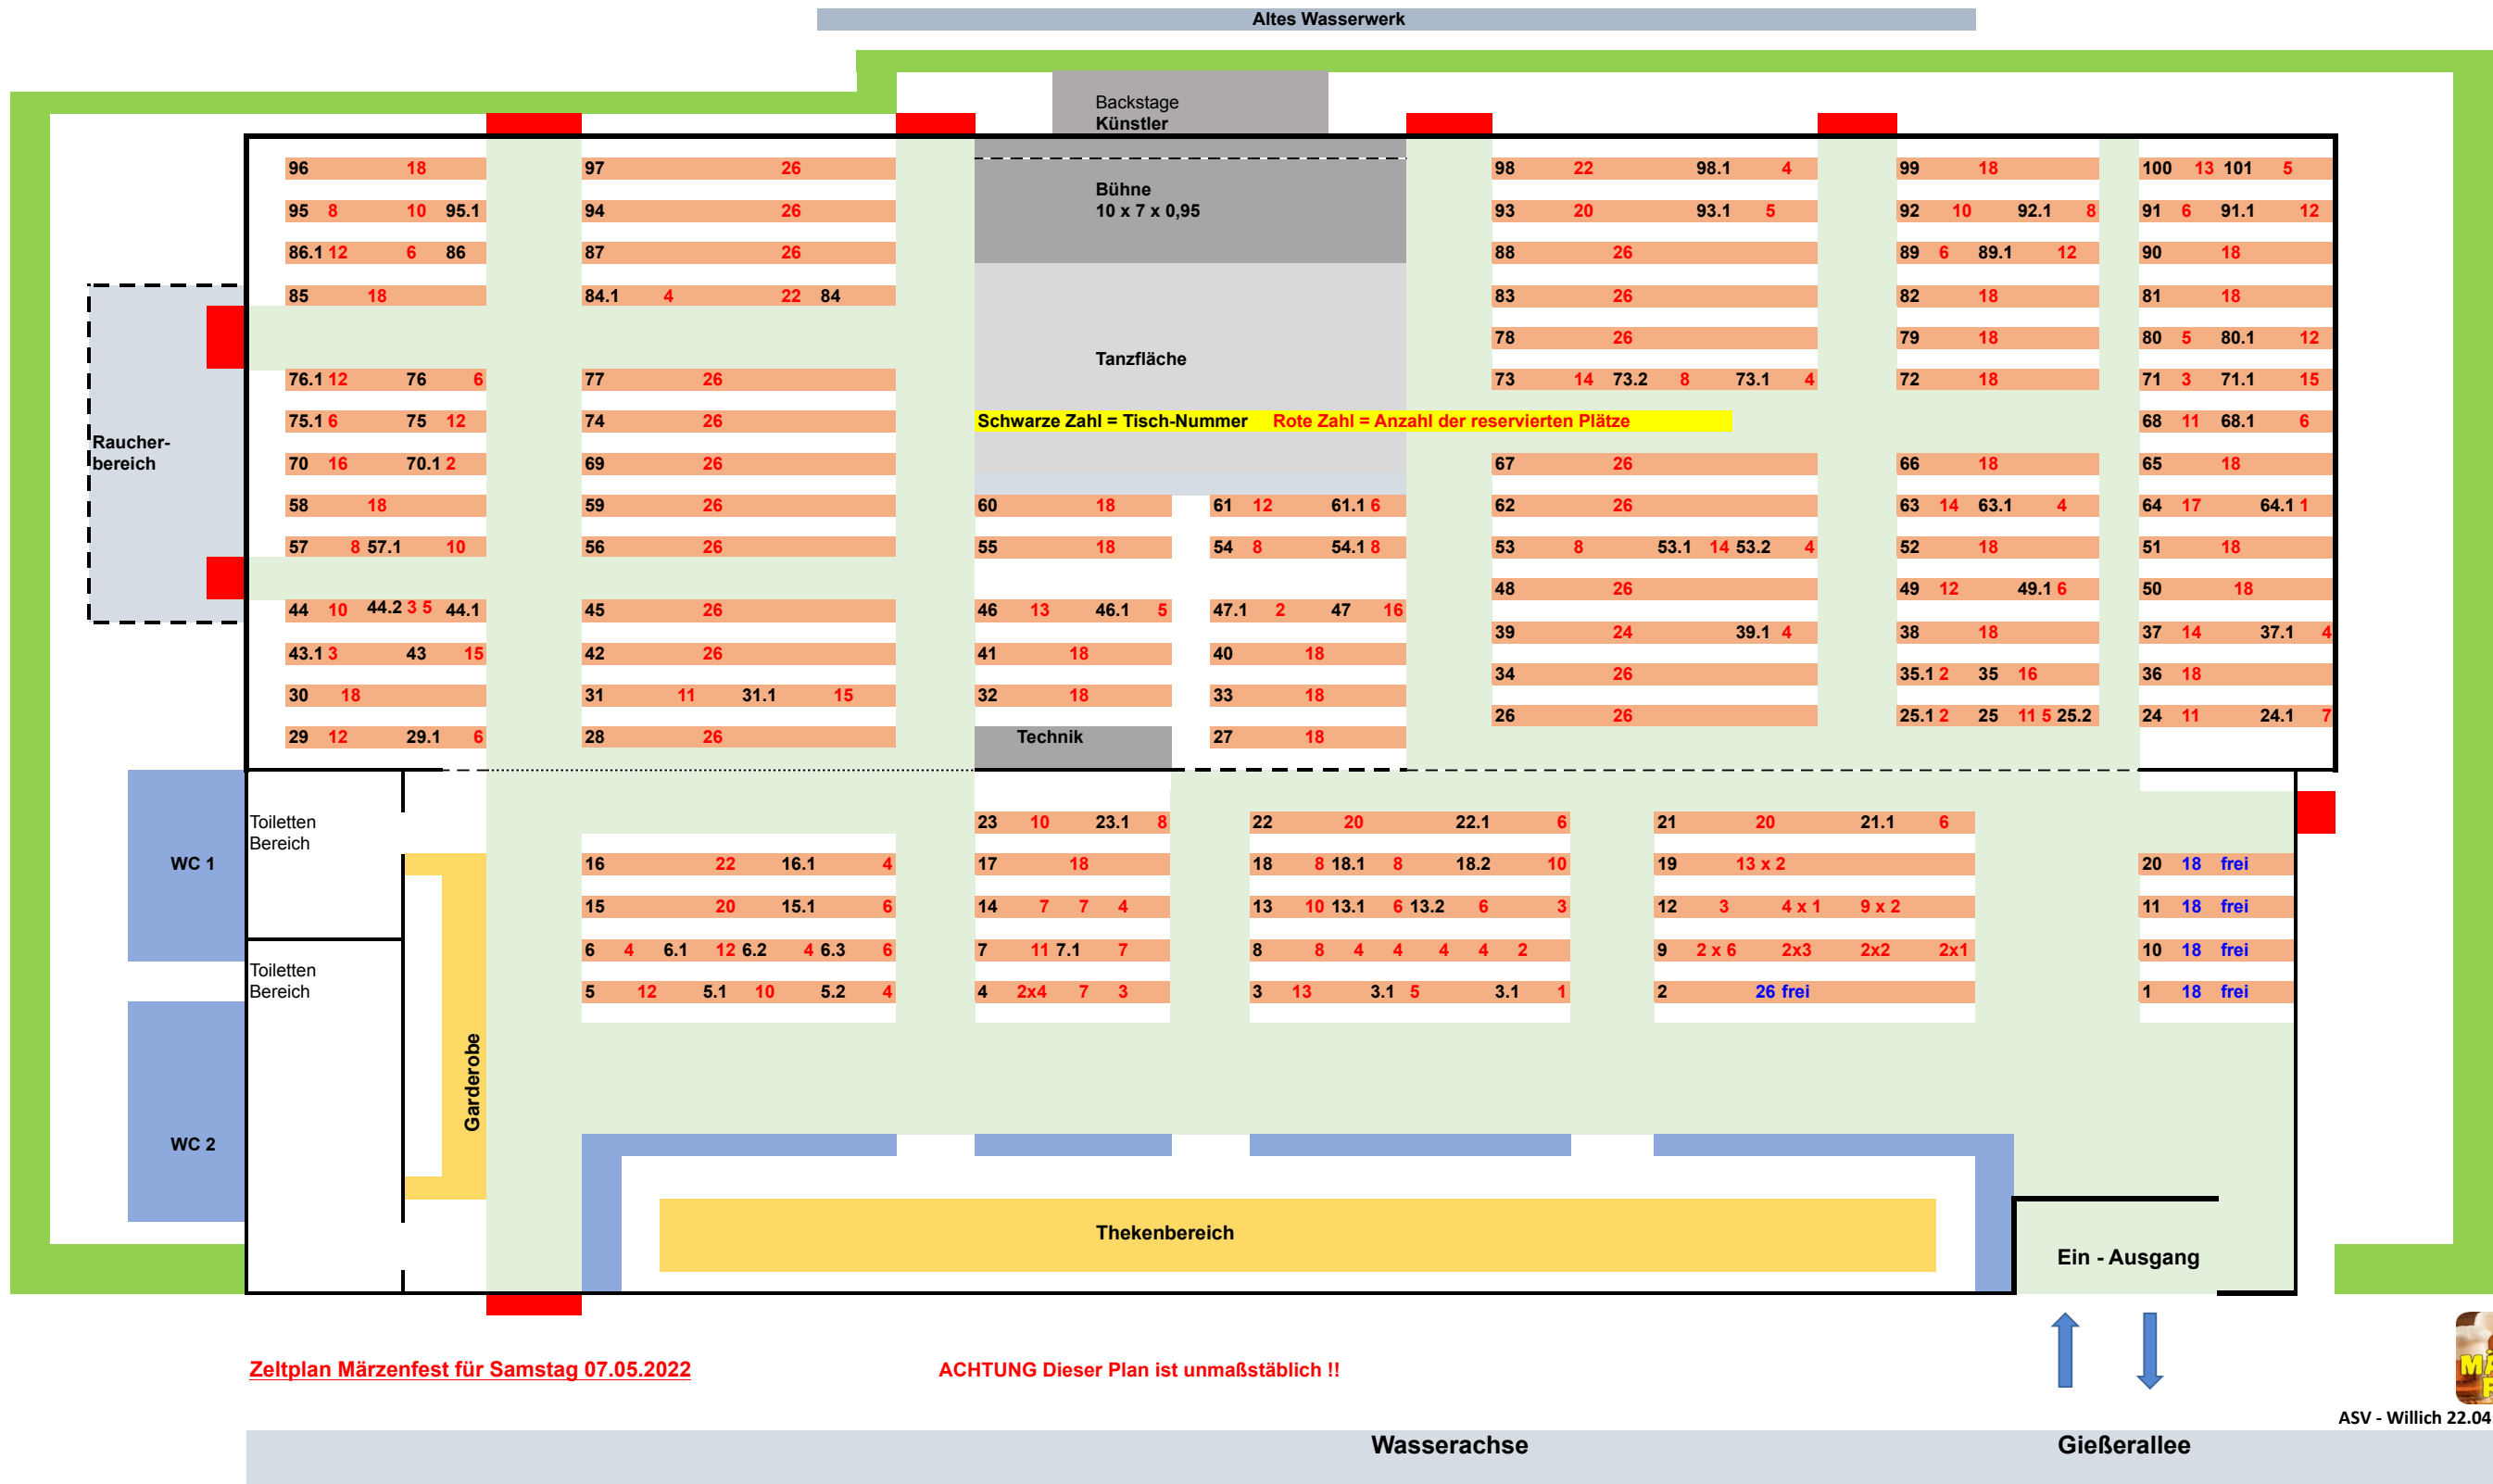 Altes Wasserwerk
Backstage
Künstler
96 18 97 26 98 22 98.1 4 99 18 100 13 101 5
Bühne
10 x 7 x 0,95
95 8 10 95.1 94 26 93 20 93.1 5 92 10 92.1 8 91 6 91.1 12
86.1 12 6 86 87 26 88 26 89 6 89.1 12 90 18
85 18 84.1 4 22 84 83 26 82 18 81 18
78 26 79 18 80 5 80.1 12
Tanzfläche
76.1 12 76 6 77 26 73 14 73.2 8 73.1 4 72 18 71 3 71.1 15
75.1 6 75 12 74 26 Schwarze Zahl = Tisch-Nummer Rote Zahl = Anzahl der reservierten Plätze 68 11 68.1 6
Raucher-
bereich
70 16 70.1 2 69 26 67 26 66 18 65 18
58 18 59 26 60 18 61 12 61.1 6 62 26 63 14 63.1 4 64 17 64.1 1
57 8 57.1 10 56 26 55 18 54 8 54.1 8 53 8 53.1 14 53.2 4 52 18 51 18
48 26 49 12 49.1 6 50 18
44 10 44.2 3 5 44.1 45 26 46 13 46.1 5 47.1 2 47 16
39 24 39.1 4 38 18 37 14 37.1 4
43.1 3 43 15 42 26 41 18 40 18
34 26 35.1 2 35 16 36 18
30 18 31 11 31.1 15 32 18 33 18
26 26 25.1 2 25 11 5 25.2 24 11 24.1 7
29 12 29.1 6 28 26 Technik 27 18
Toiletten
Bereich
23 10 23.1 8 22 20 22.1 6 21 20 21.1 6
WC 1
16 22 16.1 4 17 18 18 8 18.1 8 18.2 10 19 13 x 2 20 18 frei
15 20 15.1 6 14 7 7 4 13 10 13.1 6 13.2 6 3 12 3 4 x 1 9 x 2 11 18 frei
6 4 6.1 12 6.2 4 6.3 6 7 11 7.1 7 8 8 4 4 4 4 2 9 2 x 6 2x3 2x2 2x1 10 18 frei
Toiletten
Bereich
5 12 5.1 10 5.2 4 4 2x4 7 3 3 13 3.1 5 3.1 1 2 26 frei 1 18 frei
Garderobe
WC 2
Thekenbereich
Ein - Ausgang
Zeltplan Märzenfest für Samstag 07.05.2022
ACHTUNG Dieser Plan ist unmaßstäblich !!
ASV - Willich 22.04
Wasserachse
Gießerallee